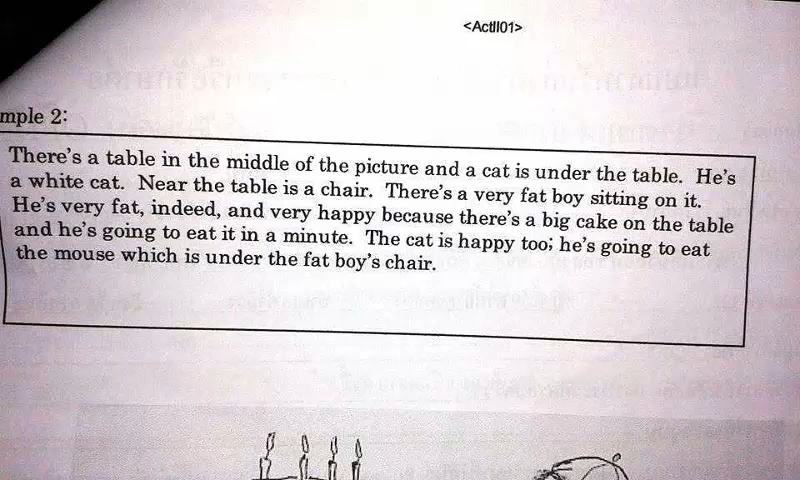 <ActII01>
mple 2:
There's a table in the middle of the picture and a cat is under the table. He's
a white cat. Near the table is a chair. There's a very fat boy sitting on it.
He's very fat, indeed, and very happy because there's a big cake on the table
and he's going to eat it in a minute. The cat is happy too; he's going to eat
the mouse which is under the fat boy's chair.